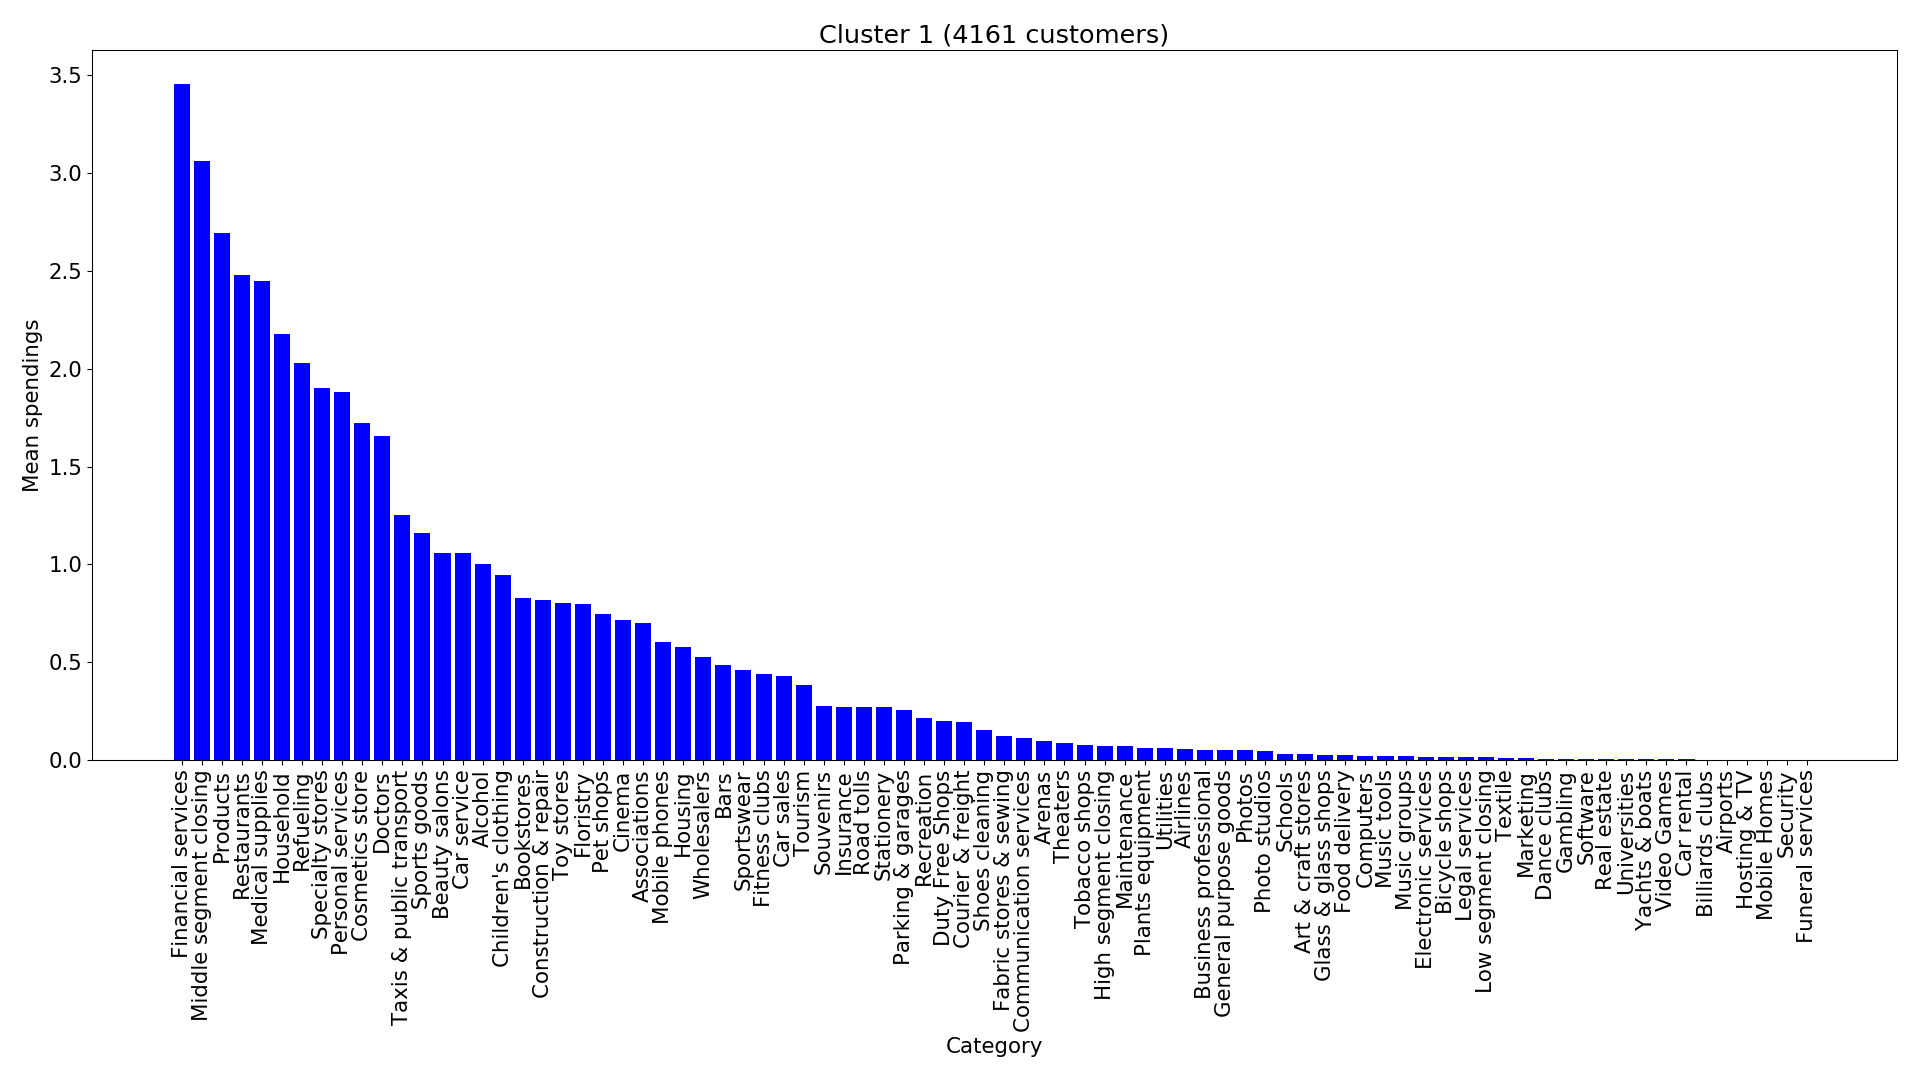 Cluster 1 (4161 customers)
3.5
3.0
2.5
2.0
1.5
1.0
0.5
0.0
Mean spendings
Financial services
Middle segment closing
Products
Restaurants
Medical supplies
Household
Refuelling
Specialty stores
Personal services
Cosmetics store
Doctors
Taxis & public transport
Sports goods
Beauty salons
Car service
Alcohol
Children's clothing
Bookstores
Construction & repair
Toy stores
Floristry
Pet shops
Cinema
Associations
Mobile phones
Housing
Wholesalers
Bars
Sportswear
Fitness clubs
Car sales
Tourism
Souvenirs
Insurance
Road tolls
Stationery
Parking & garages
Recreation
Duty Free Shops
Courier & freight
Shoes cleaning
Fabric stores & sewing
Communication services
Arenas
Theaters
Tobacco shops
High segment closing
Maintenance
Plants equipment
Utilities
Airlines
Business professional
General purpose goods
Photos
Photo studios
Schools
Art & craft stores
Glass & glass shops
Food delivery
Computers
Music tools
Music groups
Electronic services
Bicycle shops
Legal services
Low segment closing
Textile
Marketing
Dance clubs
Gambling
Software
Real estate
Universities
Yachts & boats
Video Games
Car rental
Billiards clubs
Airports
Hosting & TV
Mobile Homes
Security
Funeral services
Category